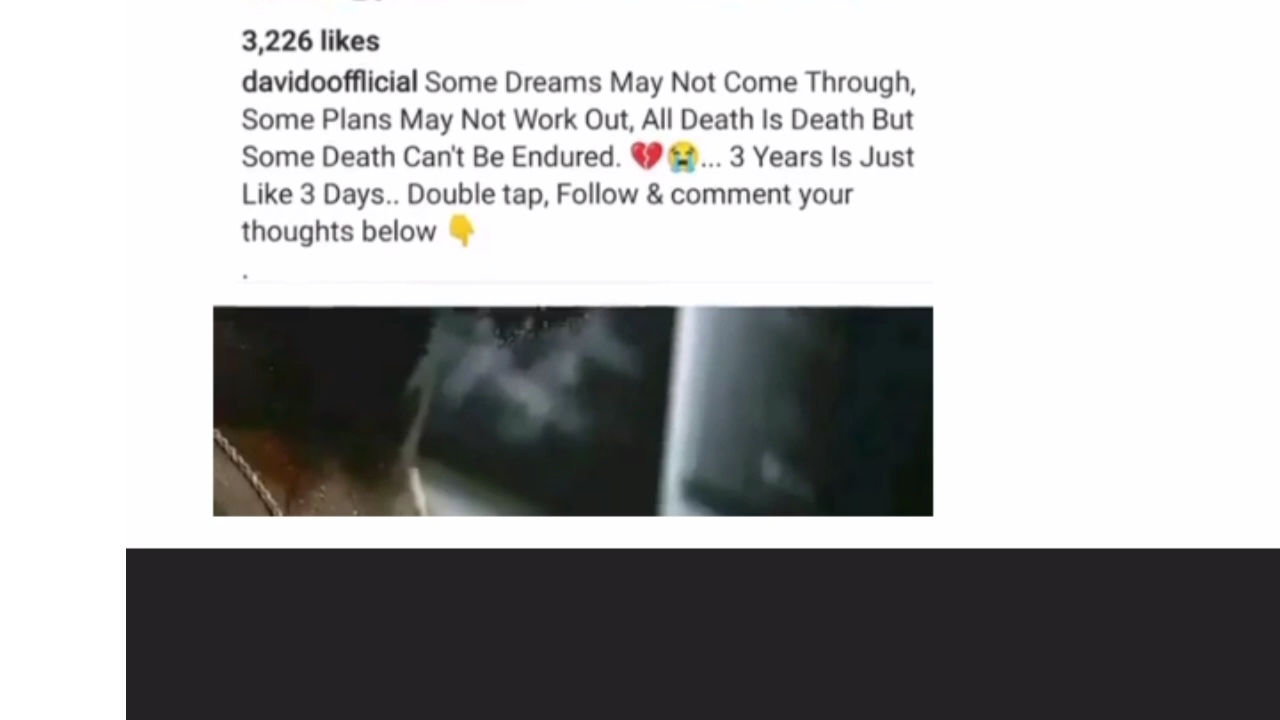 3,226 likes
davidoofflicial Some Dreams May Not Come Through,
Some Plans May Not Work Out, All Death Is Death But
Some Death Can't Be Endured. 💔😭... 3 Years Is Just
Like 3 Days.. Double tap, Follow & comment your
thoughts below 👇
.